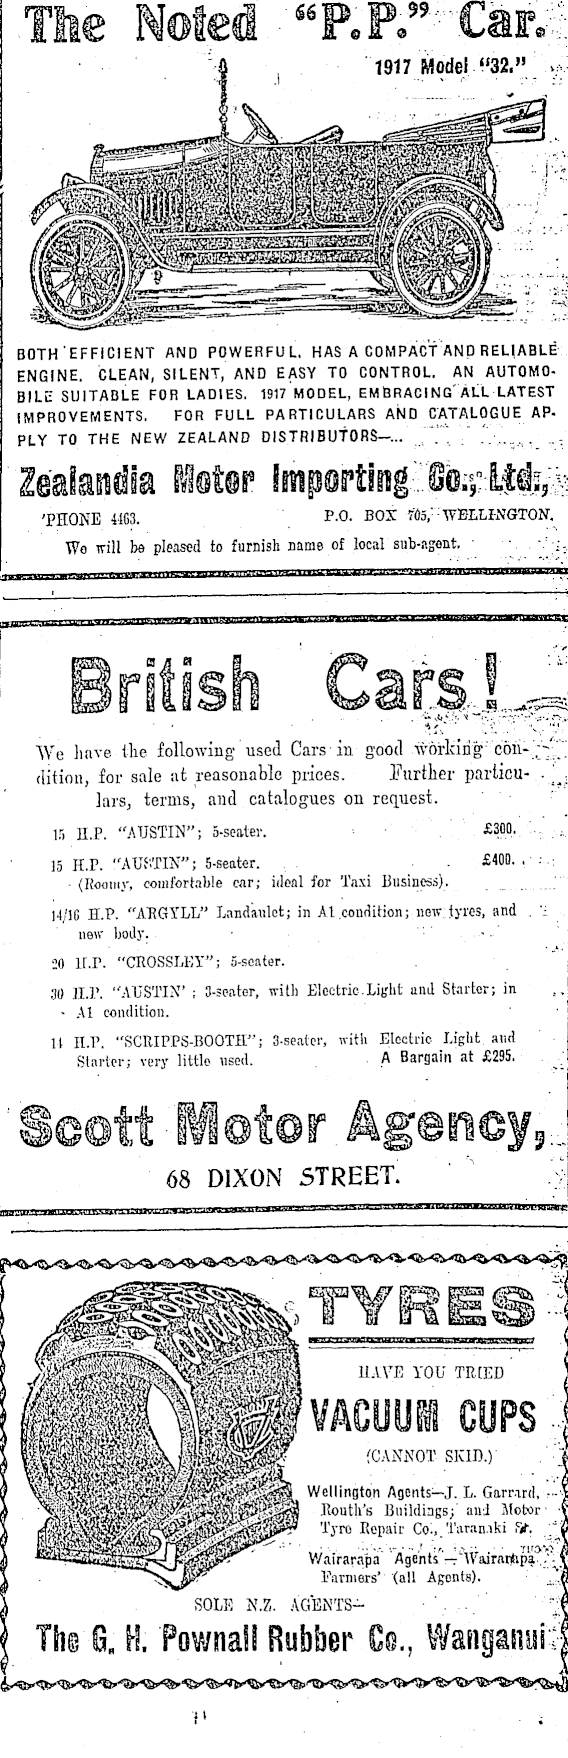 The Noted "P.P." Car.
1917 Model "32."
BOTH EFFICIENT AND POWERFUL. HAS A COMPACT AND RELIABLE
ENGINE. CLEAN, SILENT, AND EASY TO CONTROL. AN AUTOMO-
BILE SUITABLE FOR LADIES. 1917 MODEL, EMBRACING ALL LATEST
IMPROVEMENTS. FOR FULL PARTICULARS AND CATALOGUE AP-
PLY TO THE NEW ZEALAND DISTRIBUTORS—
Zealandia Motor Importing Co., Ltd.,
'PHONE 4463. P.O. BOX 705, WELLINGTON.
We will be pleased to furnish name of local sub-agent.
British Cars!
We have the following used Cars in good working con-
dition, for sale at reasonable prices. Further particu-
lars, terms, and catalogues on request.
15 H.P. "AUSTIN"; 5-seater. £300.
15 H.P. "AUSTIN"; 5-seater. £400.
(Roomy, comfortable car; ideal for Taxi Business).
14/16 H.P. "ARGYLL" Landaulet; in A1 condition; new tyres, and
new body.
20 H.P. "CROSSLEY"; 5-seater.
30 H.P. "AUSTIN"; 3-seater, with Electric Light and Starter; in
A1 condition.
14 H.P. "SCRIPPS-BOOTH"; 3-seater, with Electric Light and
Starter; very little used. A Bargain at £295.
Scott Motor Agency,
68 DIXON STREET.
TYRES
HAVE YOU TRIED
VACUUM CUPS
(CANNOT SKID.)
Wellington Agents—J. L. Garrard,
Routh's Buildings; and Motor
Tyre Repair Co., Taranaki St.
Wairarapa Agents — Wairarapa
Farmers' (all Agents).
SOLE N.Z. AGENTS—
The G. H. Pownall Rubber Co., Wanganui